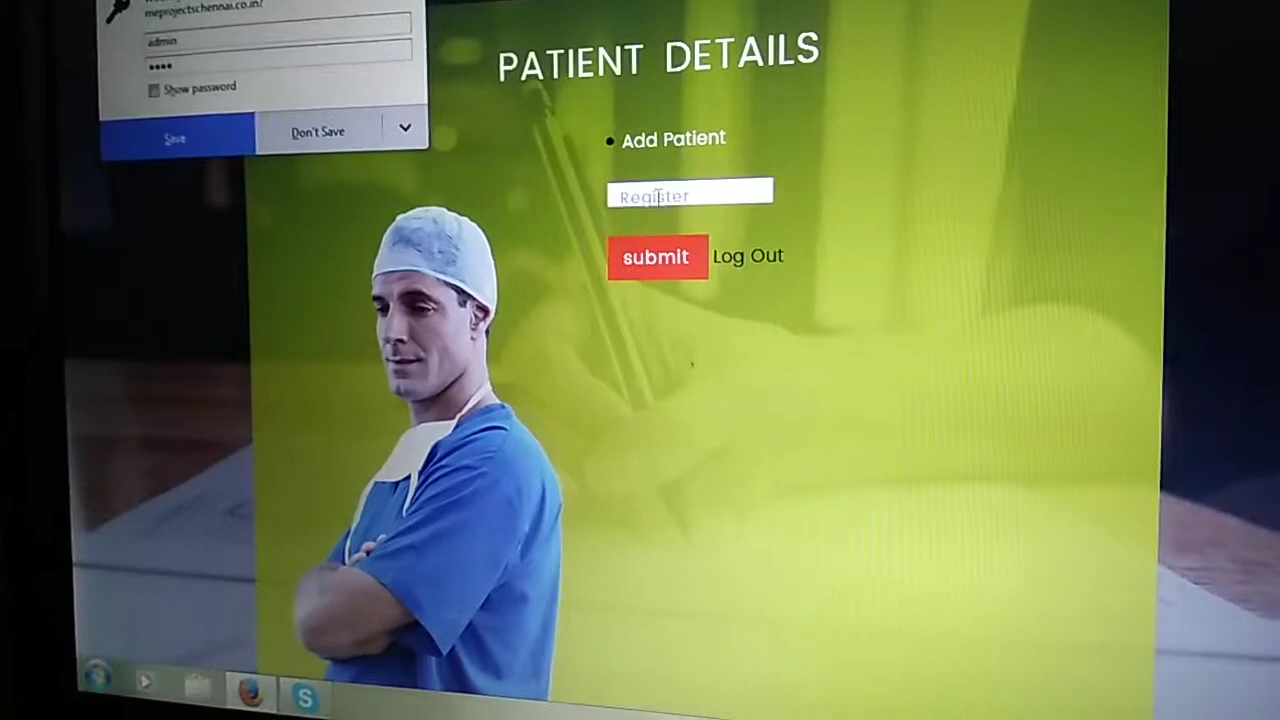 meprojectschennai.co.in?
admin
Show password
Save
Don't Save
PATIENT DETAILS
Add Patient
Register
submit
Log Out